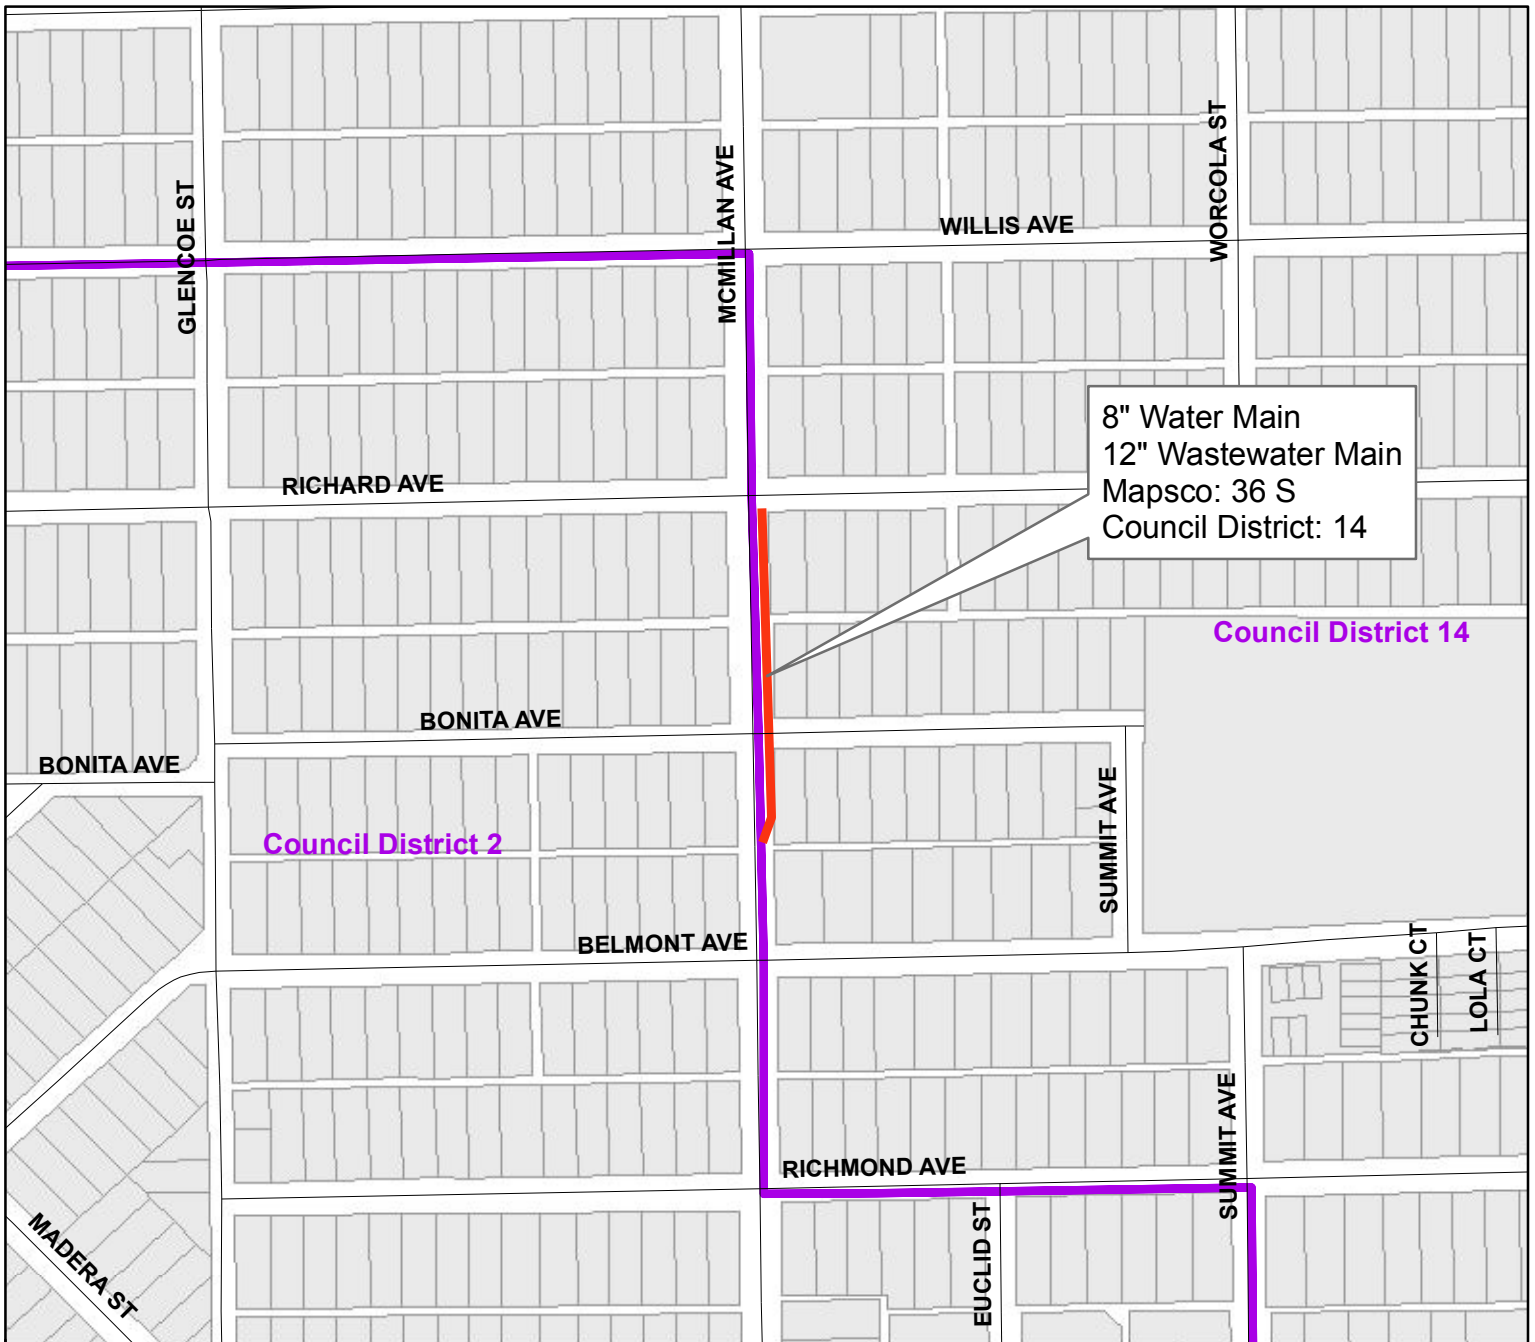 GLENCOE ST
MCMILLAN AVE
WORCOLA ST
WILLIS AVE
8" Water Main
12" Wastewater Main
Mapsco: 36 S
Council District: 14
RICHARD AVE
Council District 14
BONITA AVE
BONITA AVE
SUMMIT AVE
Council District 2
BELMONT AVE
CHUNK CT
LOLA CT
SUMMIT AVE
RICHMOND AVE
EUCLID ST
MADERA ST